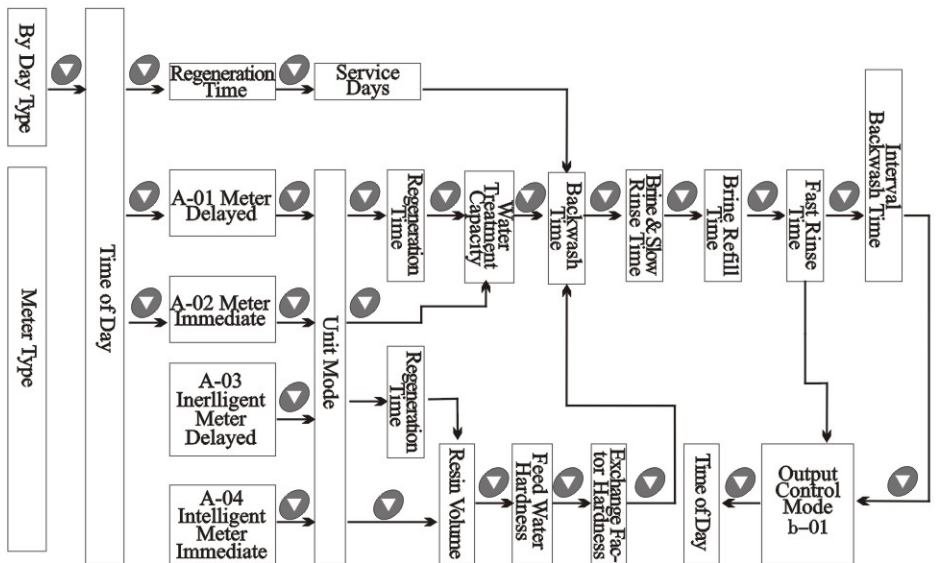 By Day Type
Meter Type
Time of Day
Regeneration
Time
Service
Days
A-01 Meter
Delayed
A-02 Meter
Immediate
A-03
Inerlligent
Meter
Delayed
A-04
Intelligent
Meter
Immediate
Unit Mode
Regeneration
Time
Water
Treatment
Capacity
Backwash
Time
Brine & Slow
Rinse Time
Brine Refill
Time
Fast Rinse
Time
Interval
Backwash Time
Regeneration
Time
Resin Volume
Feed Water
Hardness
Exchange Fac-
tor Hardness
Time of Day
Output
Control
Mode
b-01